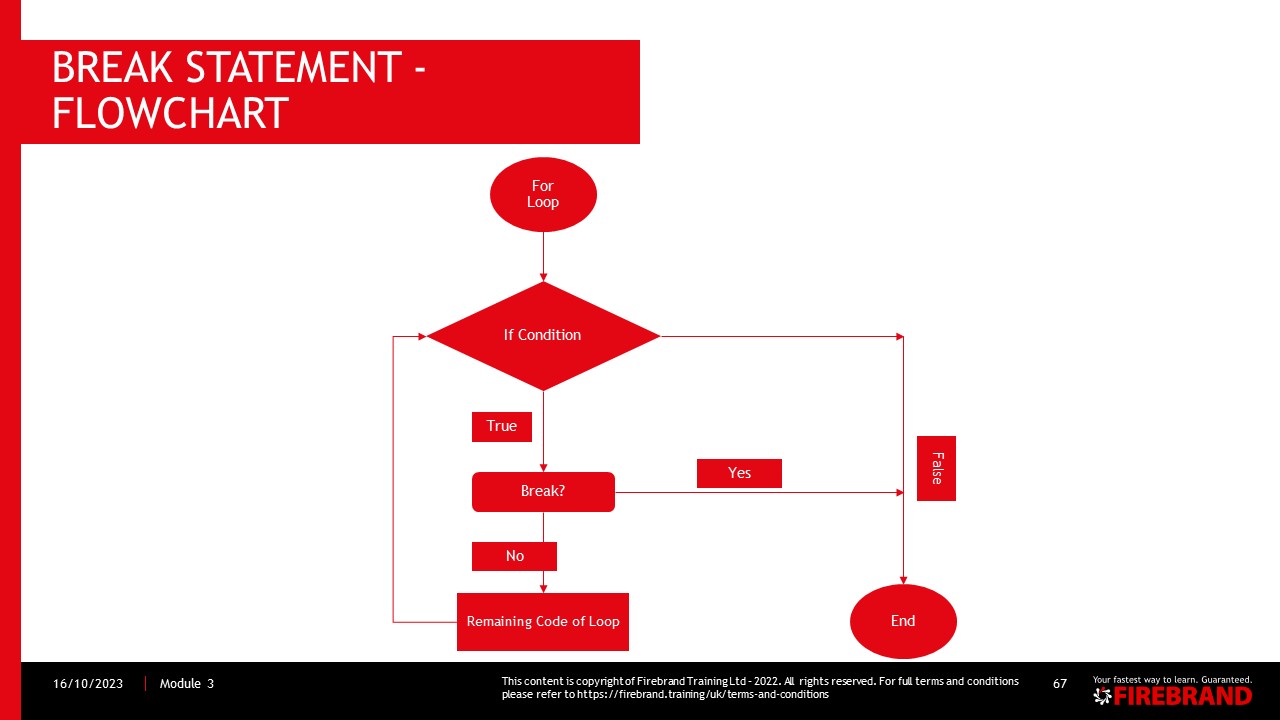 BREAK STATEMENT -
FLOWCHART
For
Loop
If Condition
True
False
Yes
Break?
No
Remaining Code of Loop
End
16/10/2023
Module 3
This content is copyright of Firebrand Training Ltd – 2022. All rights reserved. For full terms and conditions
please refer to https://firebrand.training/uk/terms-and-conditions
67
Your fastest way to learn. Guaranteed.
FIREBRAND